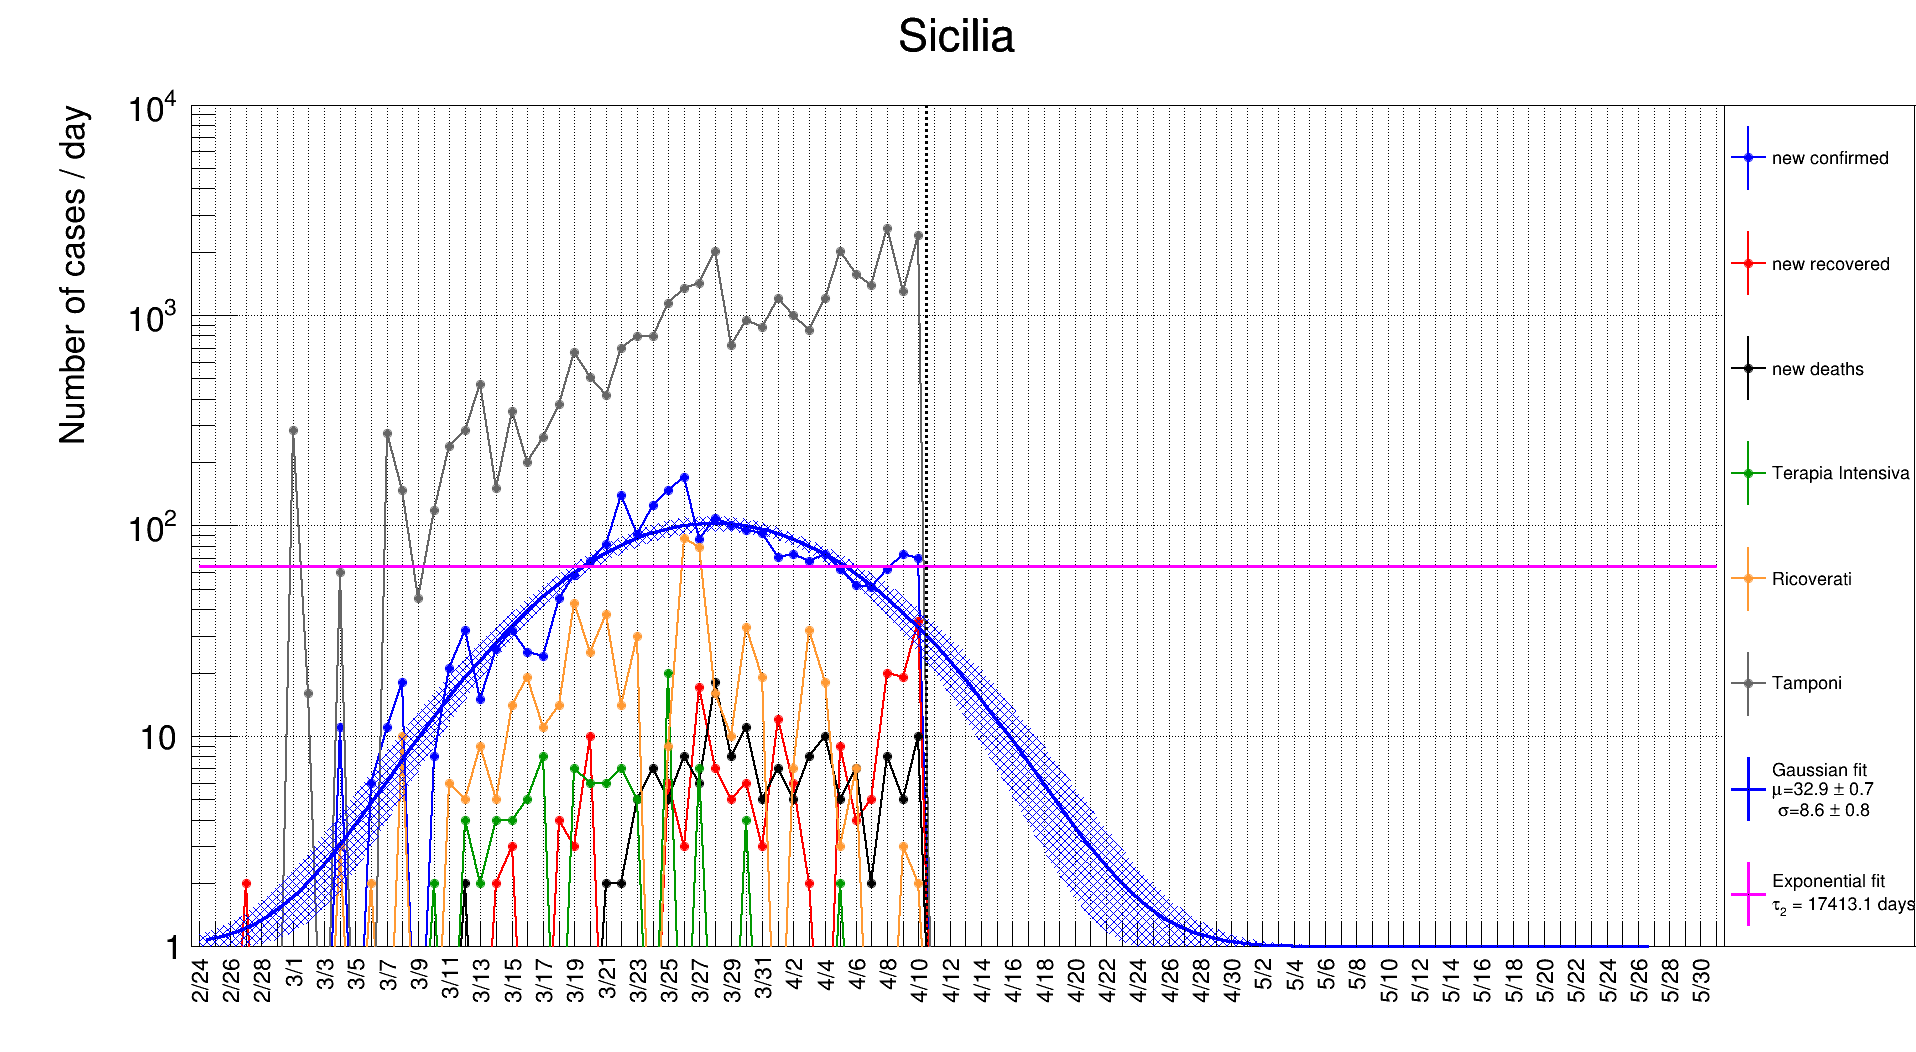 Sicilia
Number of cases / day
10^4
10^3
10^2
10
1
2/24 2/26 2/28 3/1 3/3 3/5 3/7 3/9 3/11 3/13 3/15 3/17 3/19 3/21 3/23 3/25 3/27 3/29 3/31 4/2 4/4 4/6 4/8 4/10 4/12 4/14 4/16 4/18 4/20 4/22 4/24 4/26 4/28 4/30 5/2 5/4 5/6 5/8 5/10 5/12 5/14 5/16 5/18 5/20 5/22 5/24 5/26 5/28 5/30
new confirmed
new recovered
new deaths
Terapia Intensiva
Ricoverati
Tamponi
Gaussian fit
μ=32.9 ± 0.7
σ=8.6 ± 0.8
Exponential fit
τ₂ = 17413.1 days